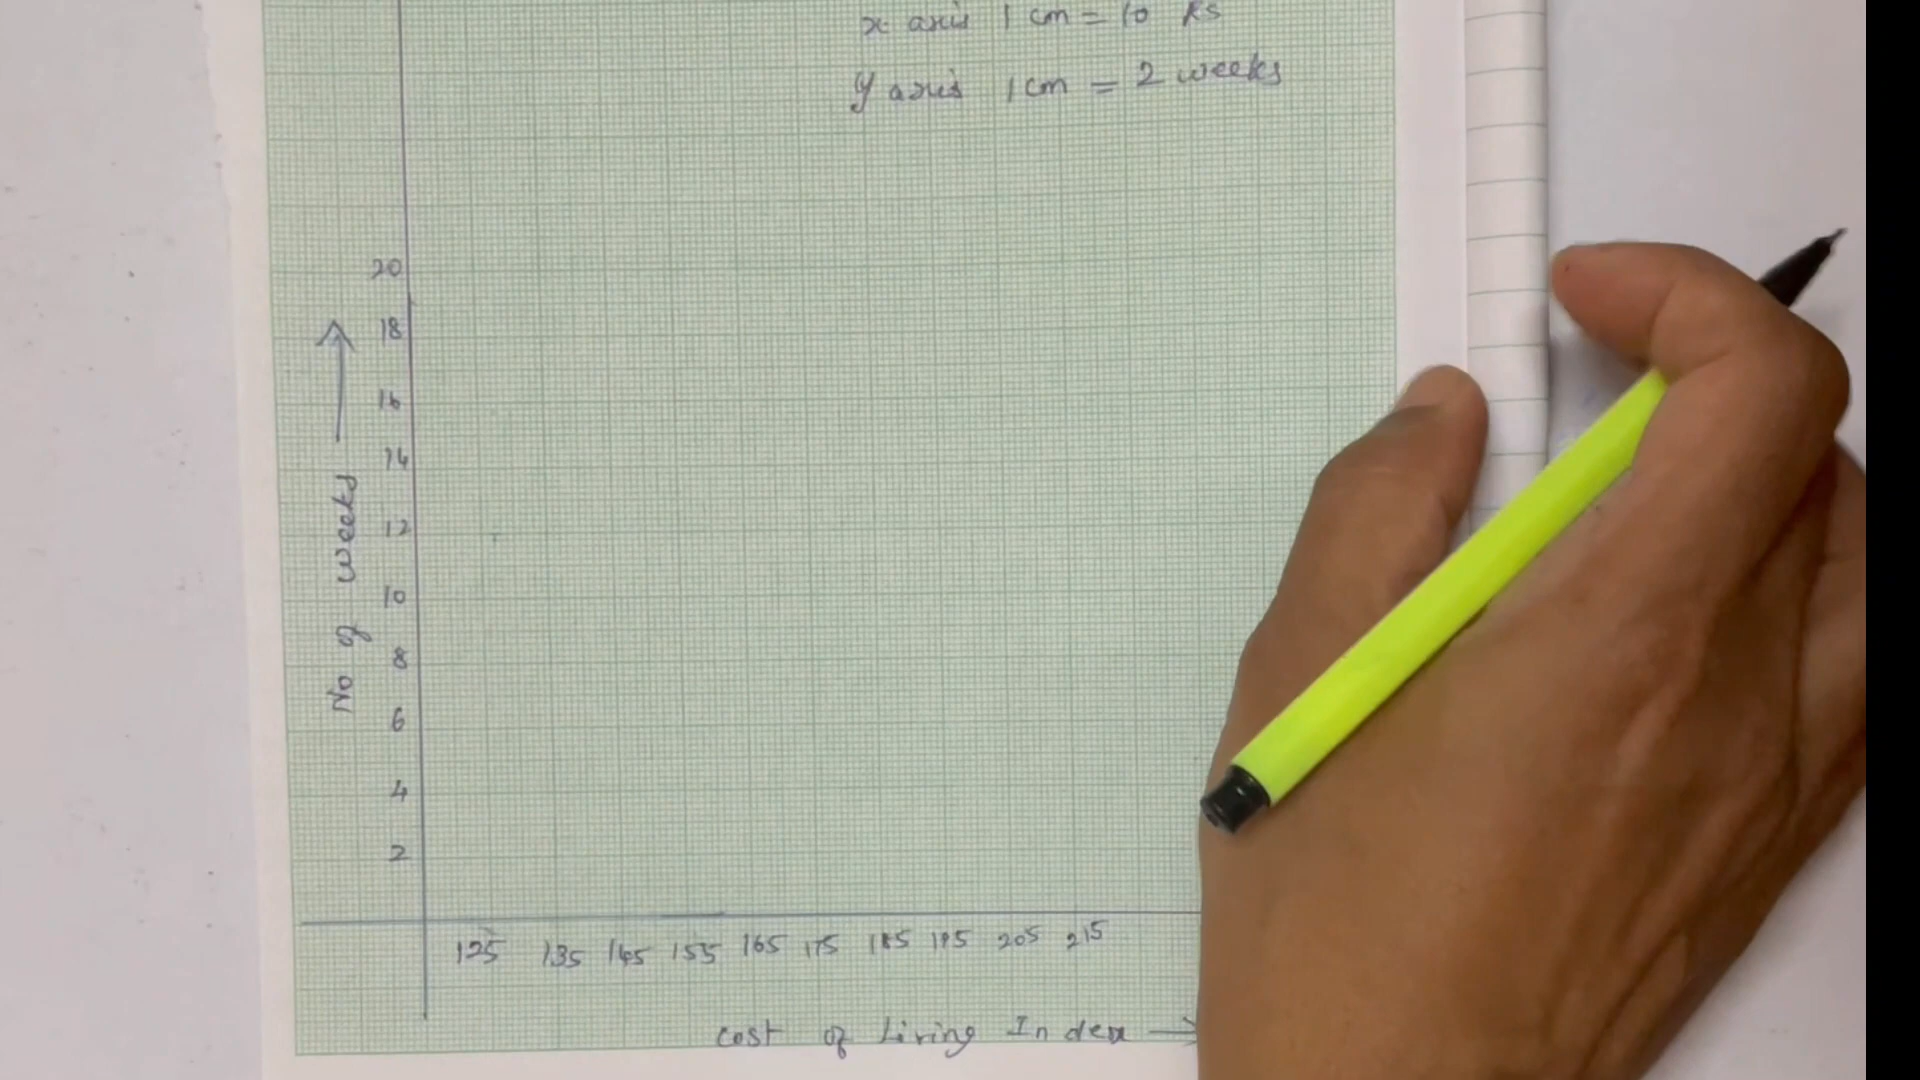 x axis 1 cm = 10 Rs
y axis 1 cm = 2 weeks
20
18
16
14
12
10
8
6
4
2
No of weeks
125 135 145 155 165 175 185 195 205 215
cost of Living Index